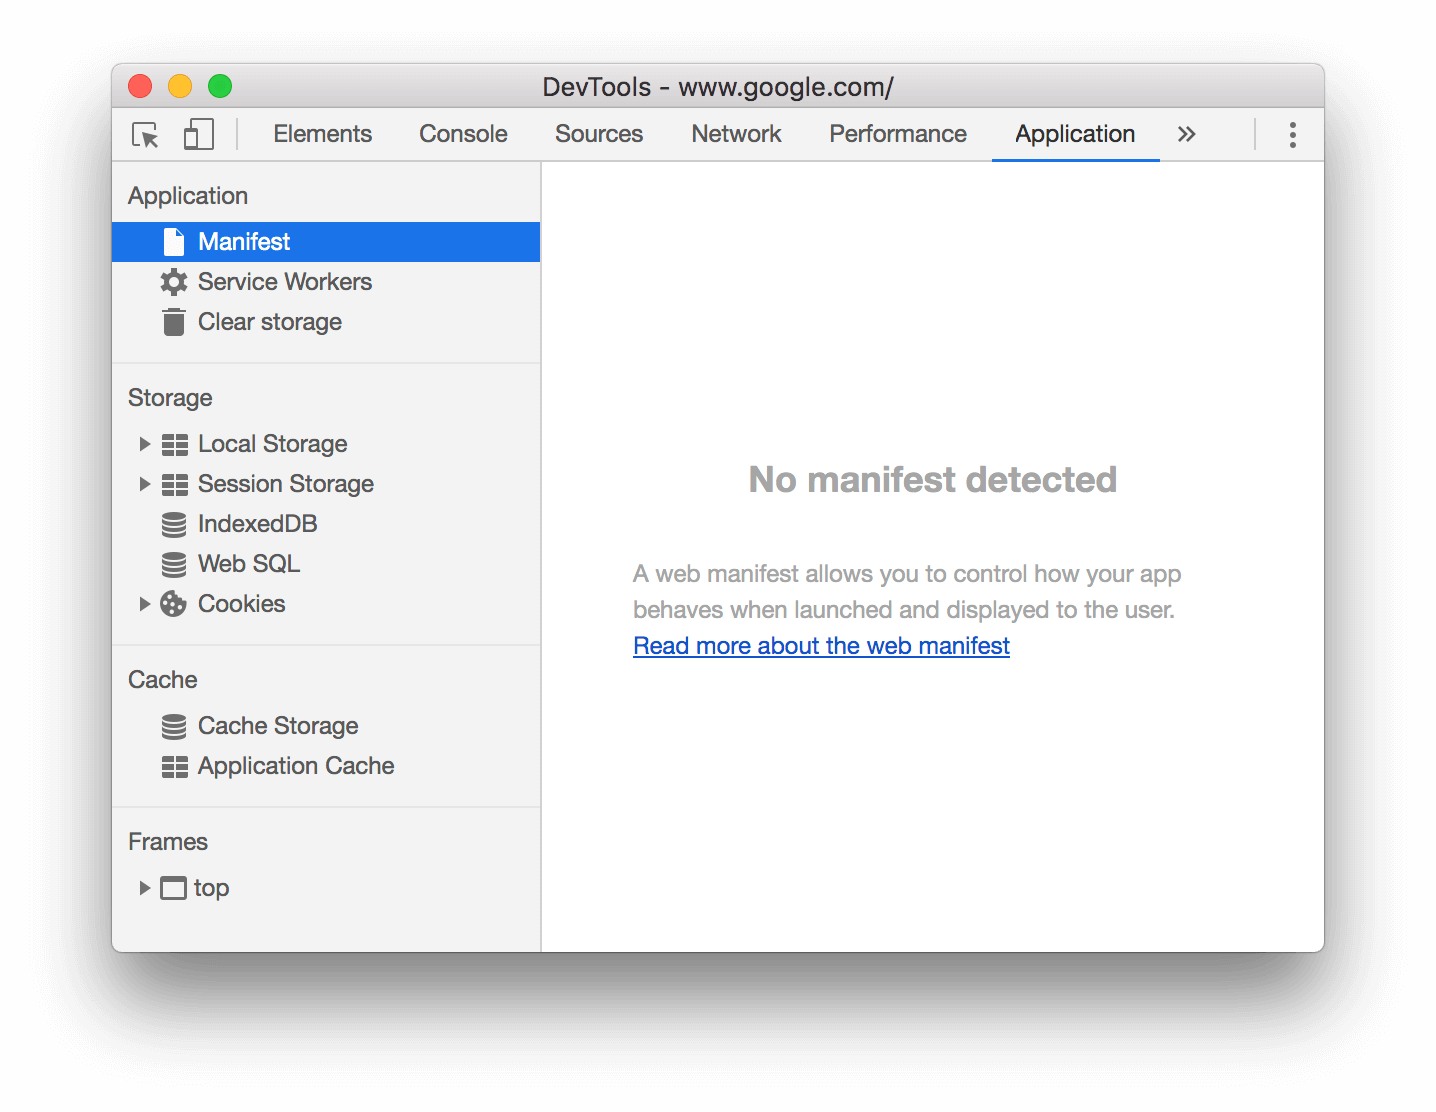 DevTools - www.google.com/
Elements Console Sources Network Performance Application
Application
Manifest
Service Workers
Clear storage
Storage
Local Storage
Session Storage
IndexedDB
Web SQL
Cookies
Cache
Cache Storage
Application Cache
Frames
top
No manifest detected
A web manifest allows you to control how your app
behaves when launched and displayed to the user.
Read more about the web manifest